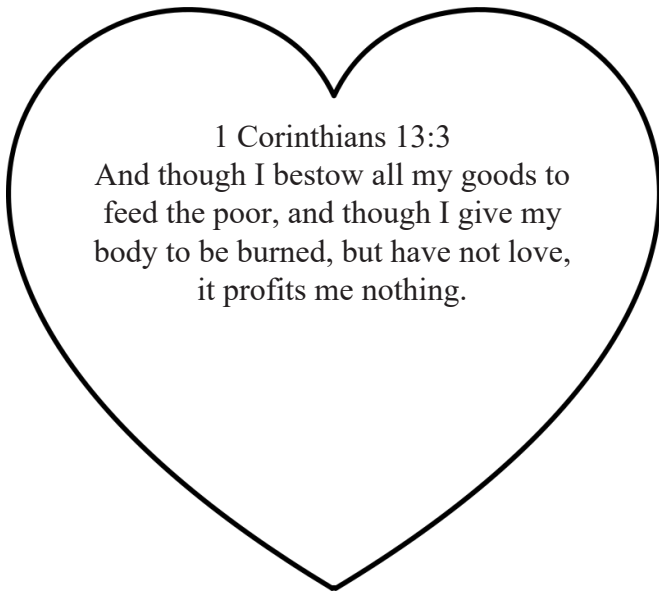 1 Corinthians 13:3
And though I bestow all my goods to
feed the poor, and though I give my
body to be burned, but have not love,
it profits me nothing.